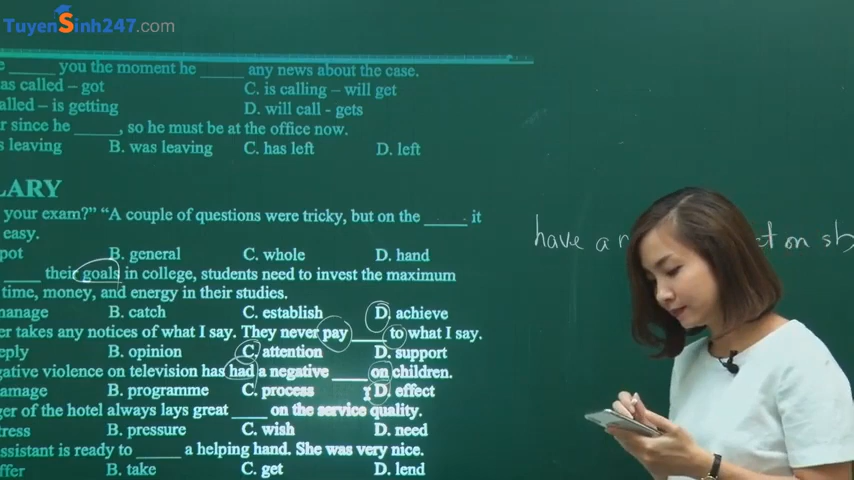 TuyenSinh247.com
e _____ you the moment he _____ any news about the case.
as called – got C. is calling – will get
alled – is getting D. will call - gets
r since he _____, so he must be at the office now.
s leaving B. was leaving C. has left D. left
LARY
your exam?” “A couple of questions were tricky, but on the _____ it
easy.
pot B. general C. whole D. hand
_____ their goals in college, students need to invest the maximum
time, money, and energy in their studies.
manage B. catch C. establish D. achieve
er takes any notices of what I say. They never pay _____ to what I say.
eply B. opinion C. attention D. support
gative violence on television has had a negative _____ on children.
amage B. programme C. process D. effect
ger of the hotel always lays great _____ on the service quality.
tress B. pressure C. wish D. need
ssistant is ready to _____ a helping hand. She was very nice.
ffer B. take C. get D. lend
have a n ct on sb